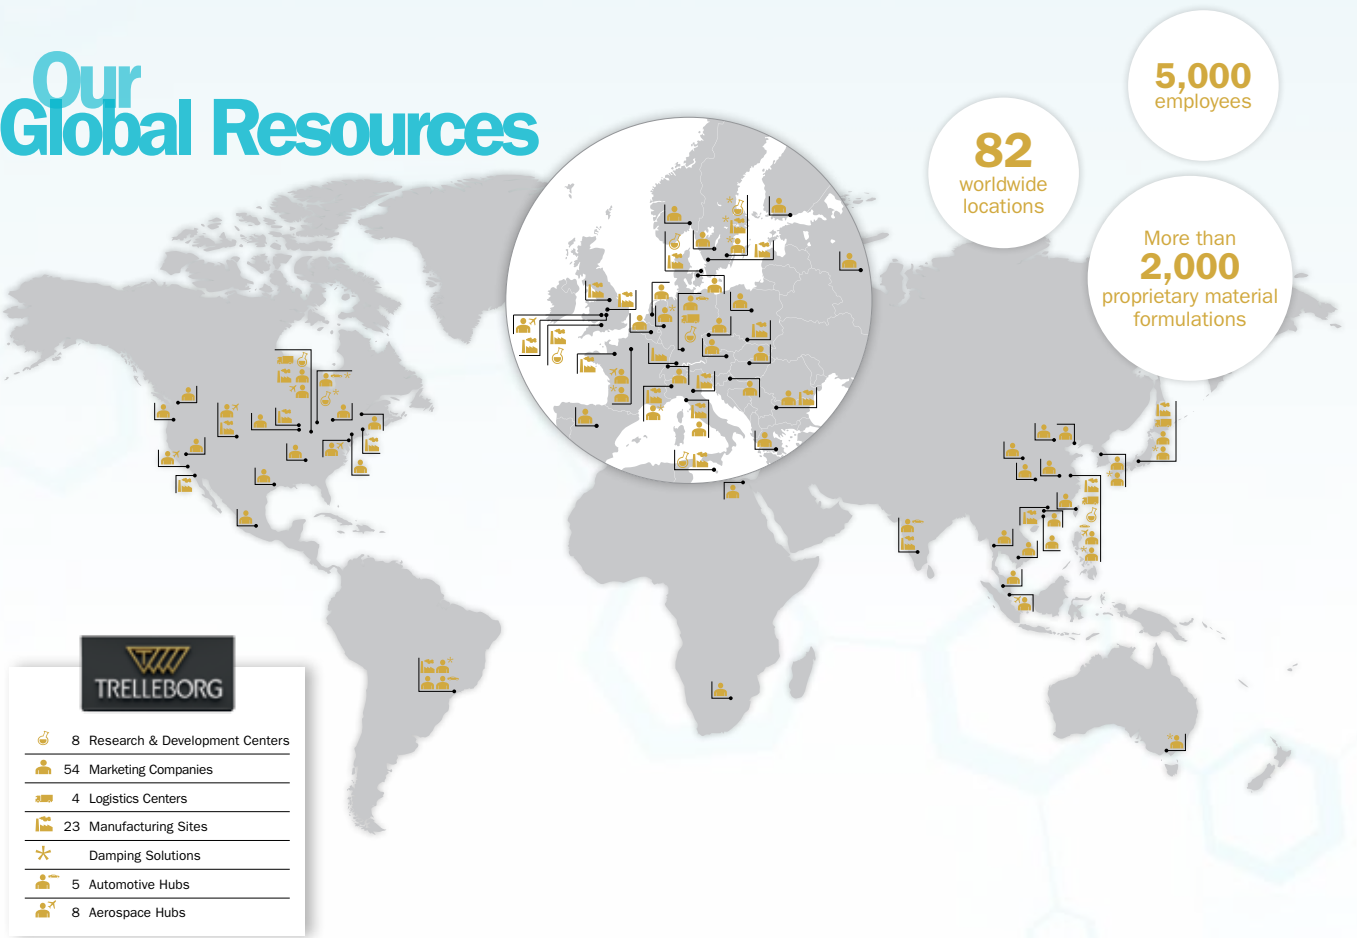 Our
Global Resources
5,000
employees
82
worldwide
locations
More than
2,000
proprietary material
formulations
TRELLEBORG
8 Research & Development Centers
54 Marketing Companies
4 Logistics Centers
23 Manufacturing Sites
Damping Solutions
5 Automotive Hubs
8 Aerospace Hubs